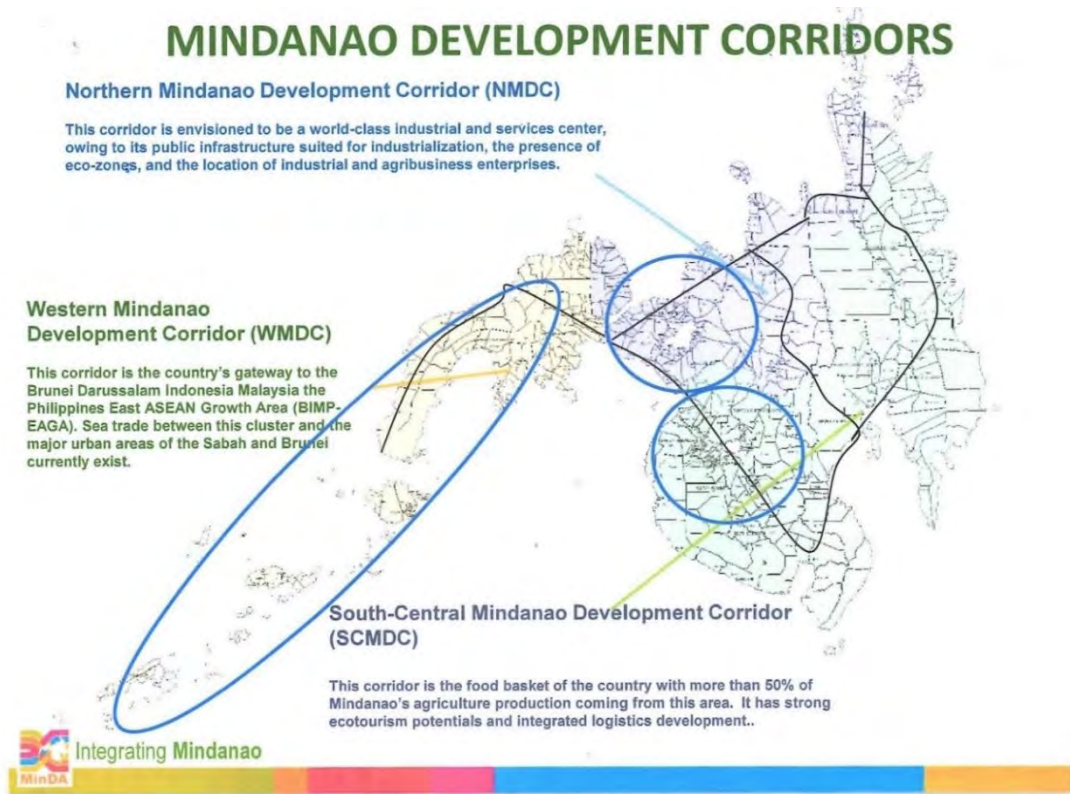 MINDANAO DEVELOPMENT CORRIDORS
Northern Mindanao Development Corridor (NMDC)
This corridor is envisioned to be a world-class industrial and services center,
owing to its public infrastructure suited for industrialization, the presence of
eco-zones, and the location of industrial and agribusiness enterprises.
Western Mindanao
Development Corridor (WMDC)
This corridor is the country's gateway to the
Brunei Darussalam Indonesia Malaysia the
Philippines East ASEAN Growth Area (BIMP-
EAGA). Sea trade between this cluster and the
major urban areas of the Sabah and Brunei
currently exist.
South-Central Mindanao Development Corridor
(SCMDC)
This corridor is the food basket of the country with more than 50% of
Mindanao's agriculture production coming from this area. It has strong
ecotourism potentials and integrated logistics development..
Integrating Mindanao
MinDA